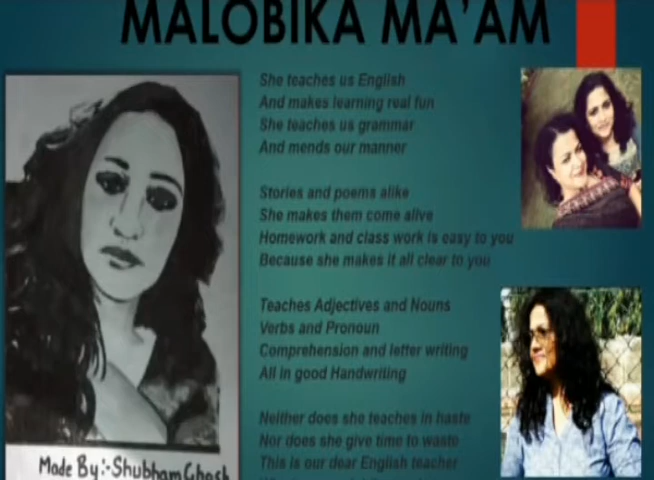 MALOBIKA MA'AM
She teaches us English
And makes learning real fun
She teaches us grammar
And mends our manner
Stories and poems alike
She makes them come alive
Homework and class work is easy to you
Because she makes it all clear to you
Teaches Adjectives and Nouns
Verbs and Pronoun
Comprehension and letter writing
All in good Handwriting
Neither does she teaches in haste
Nor does she give time to waste
This is our dear English teacher
Made By:-Shubham Ghosh